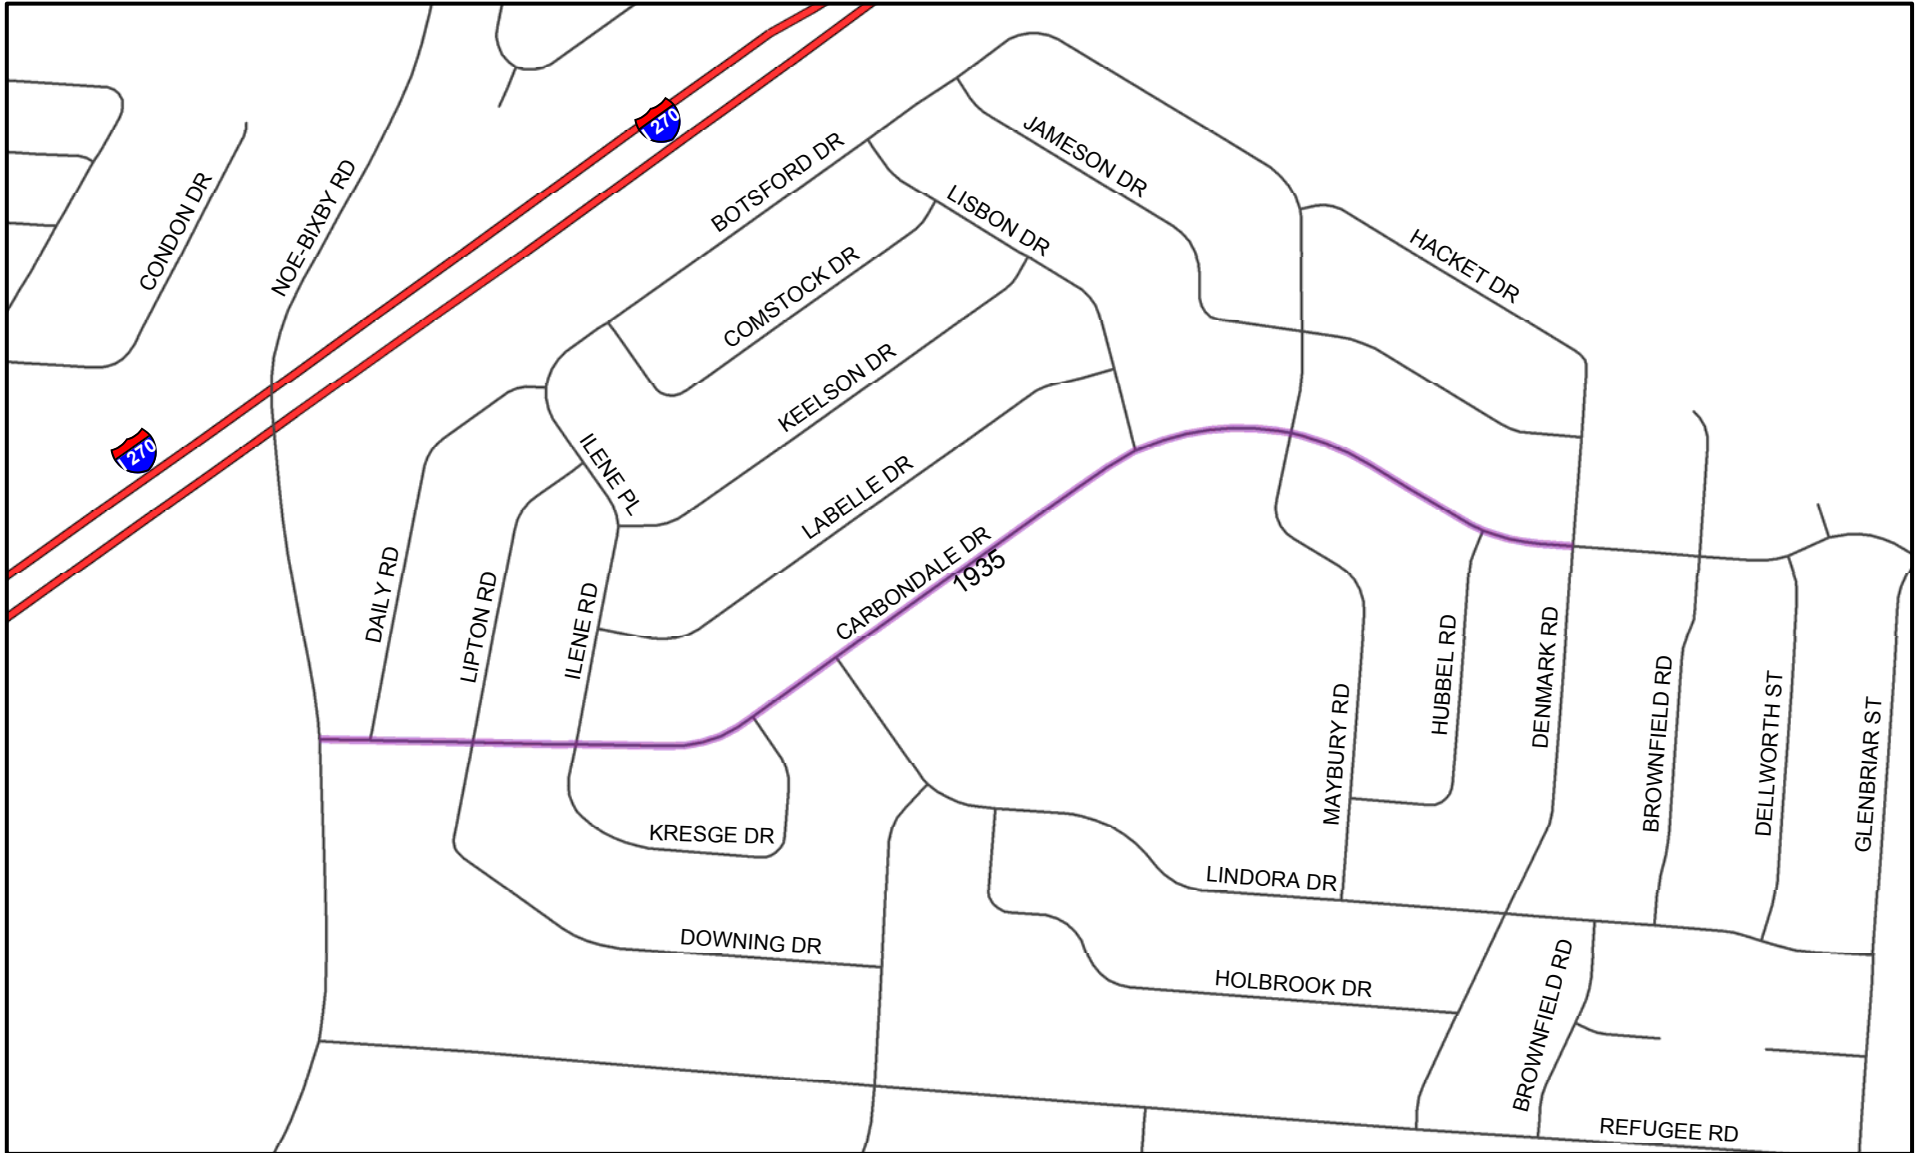 I 270
JAMESON DR
BOTSFORD DR
CONDON DR
NOE-BIXBY RD
LISBON DR
HACKET DR
COMSTOCK DR
KEELSON DR
I 270
ILENE PL
LABELLE DR
CARBONDALE DR
1935
DAILY RD
LIPTON RD
ILENE RD
HUBBEL RD
DENMARK RD
MAYBURY RD
BROWNFIELD RD
DELLWORTH ST
GLENBRIAR ST
KRESGE DR
LINDORA DR
DOWNING DR
HOLBROOK DR
BROWNFIELD RD
REFUGEE RD